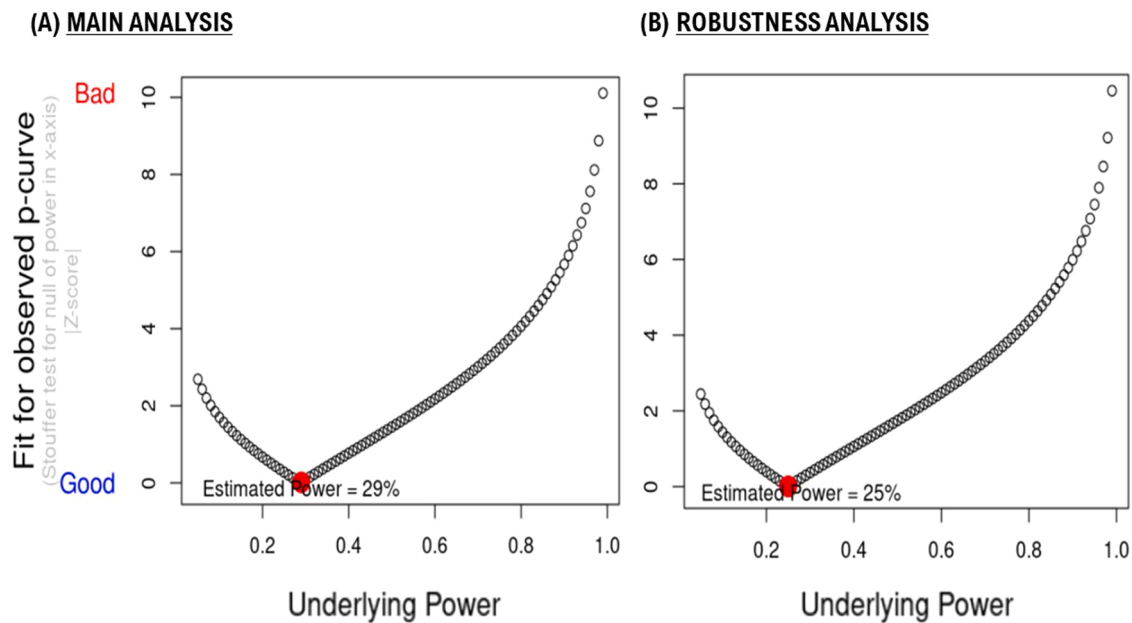 (A) MAIN ANALYSIS
(B) ROBUSTNESS ANALYSIS
Fit for observed p-curve
(Stouffer test for null of power in x-axis)
|Z-score|
Bad
Good
10
8
6
4
2
0
Estimated Power = 29%
0.2 0.4 0.6 0.8 1.0
Underlying Power
10
8
6
4
2
0
Estimated Power = 25%
0.2 0.4 0.6 0.8 1.0
Underlying Power